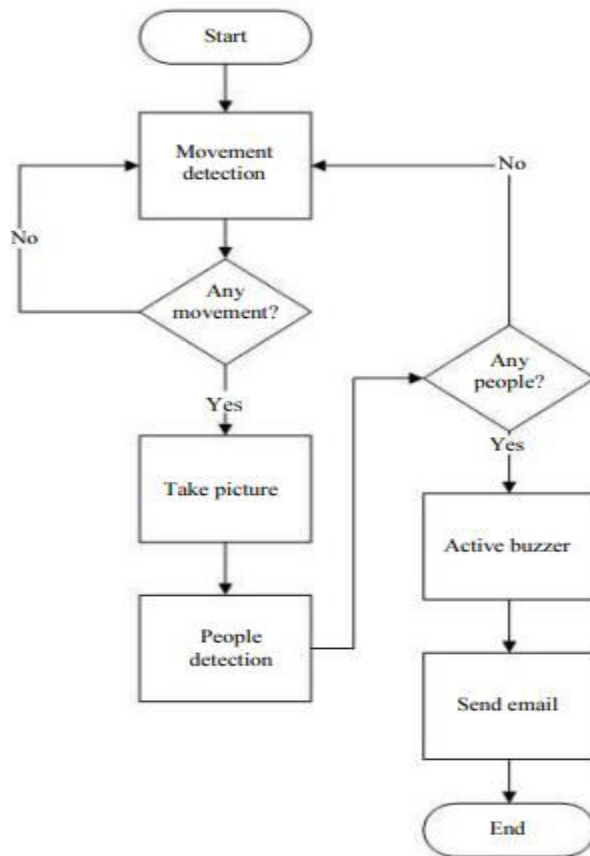 Start
Movement
detection
No
Any
movement?
Yes
Take picture
People
detection
No
Any
people?
Yes
Active buzzer
Send email
End